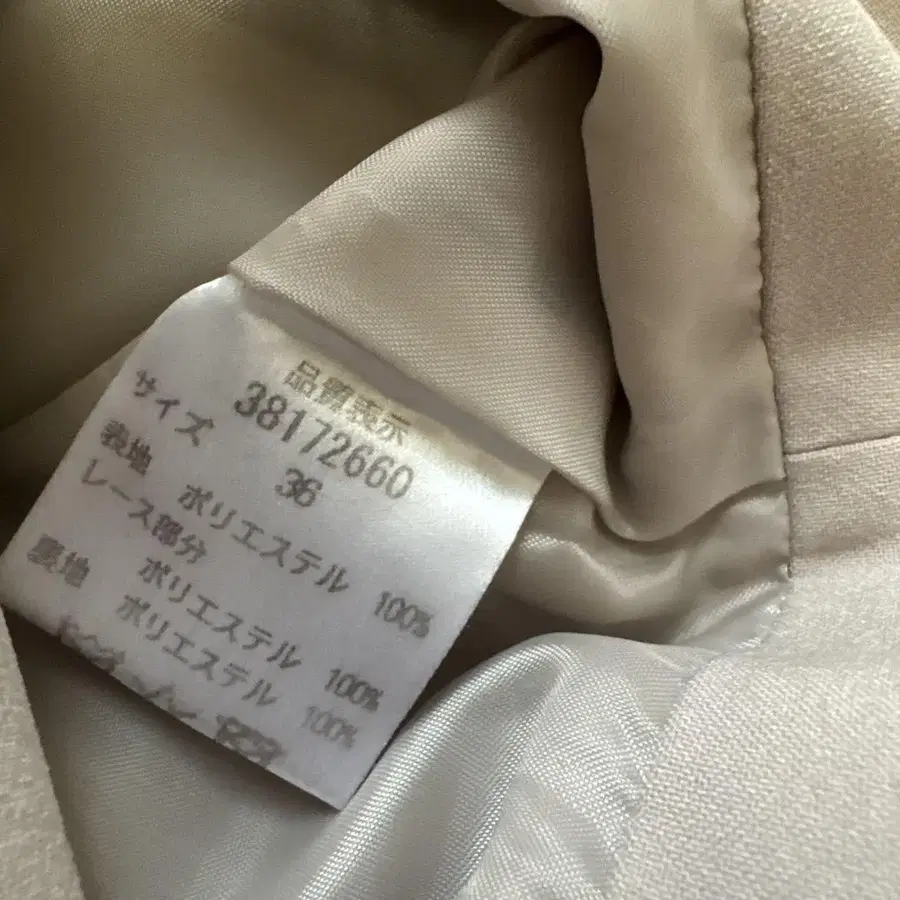 品質表示
38172660
サイズ 36
表地 ポリエステル 100%
レース部分
ポリエステル 100%
裏地 ポリエステル 100%